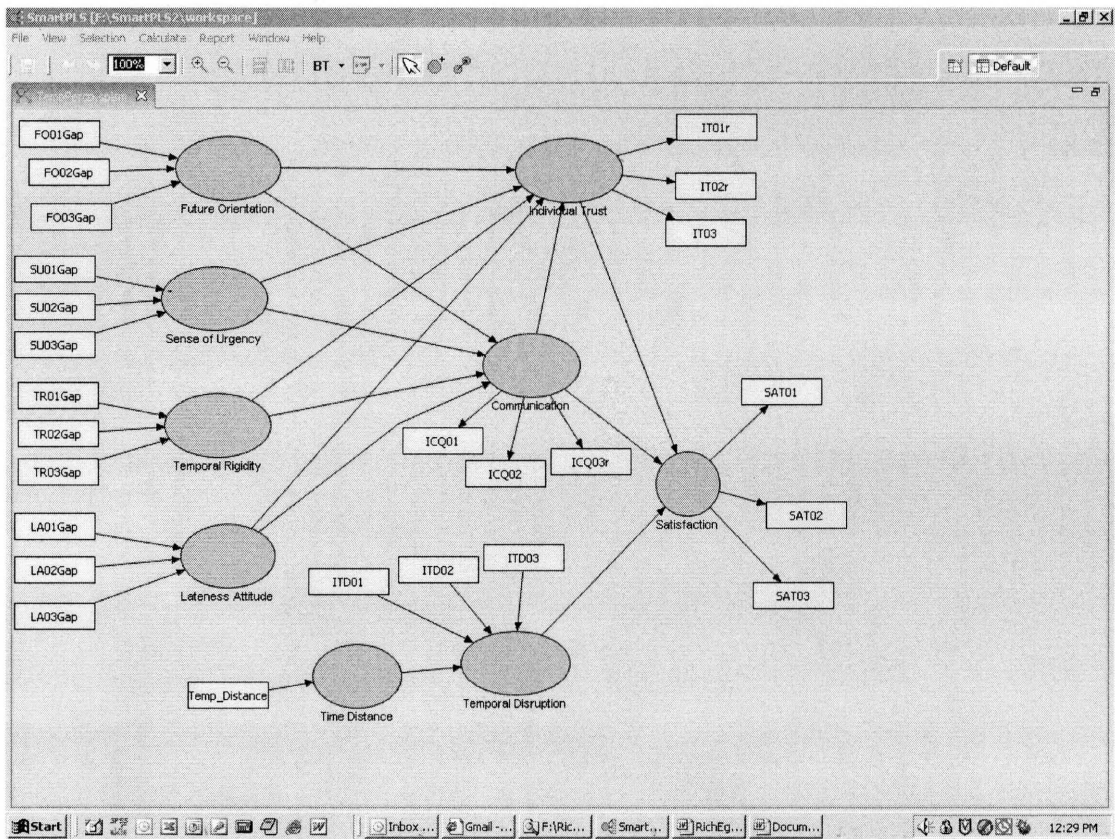 SmartPLS [F:\SmartPLS2\workspace]
File View Selection Calculate Report Window Help
100% BT Default
FO01Gap
FO02Gap
FO03Gap
Future Orientation
IT01r
IT02r
IT03
Individual Trust
SU01Gap
SU02Gap
SU03Gap
Sense of Urgency
TR01Gap
TR02Gap
TR03Gap
Temporal Rigidity
Communication
ICQ01
ICQ02
ICQ03r
SAT01
SAT02
SAT03
Satisfaction
LA01Gap
LA02Gap
LA03Gap
Lateness Attitude
ITD01
ITD02
ITD03
Temp_Distance
Time Distance
Temporal Disruption
Start Inbox ... Gmail -... F:\Ric... Smart... RichEg... Docum... 12:29 PM